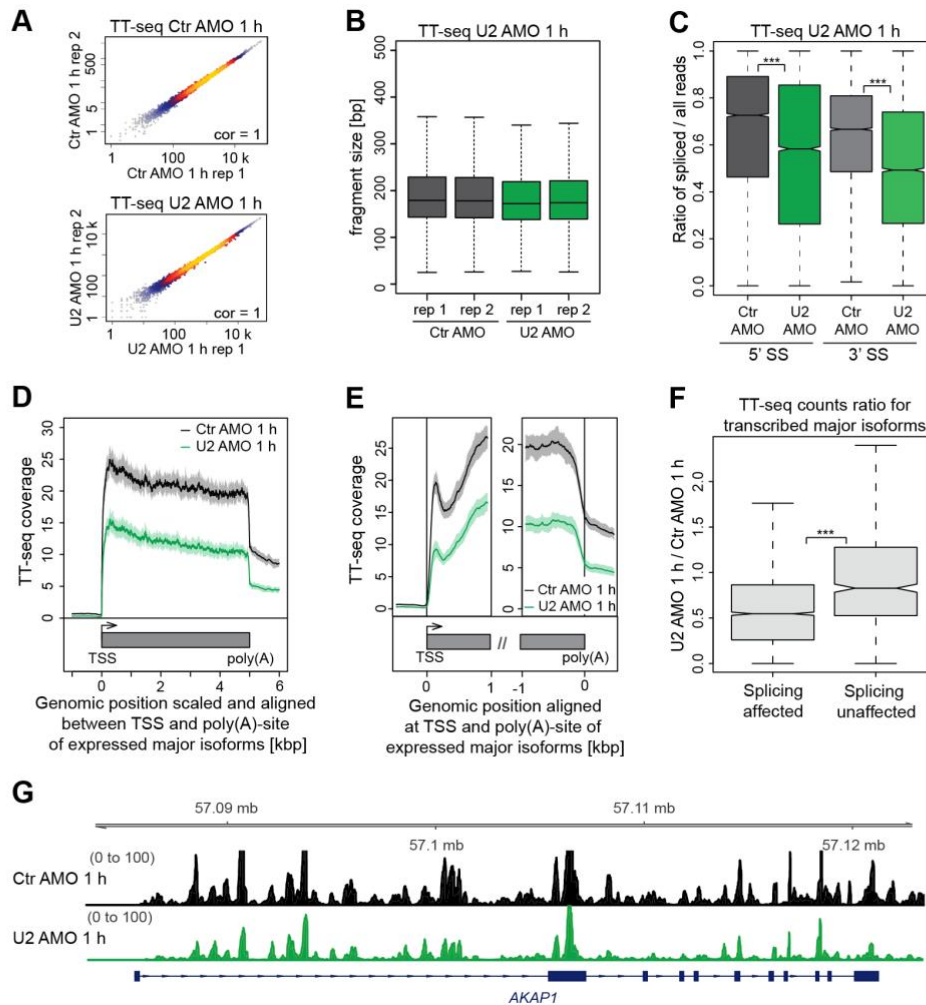 A
TT-seq Ctr AMO 1 h
Ctr AMO 1 h rep 2
500
5
1
cor = 1
1 100 10 k
Ctr AMO 1 h rep 1
TT-seq U2 AMO 1 h
U2 AMO 1 h rep 2
10 k
100
1
cor = 1
1 100 10 k
U2 AMO 1 h rep 1
B
TT-seq U2 AMO 1 h
fragment size [bp]
500
400
300
200
100
0
rep 1 rep 2 rep 1 rep 2
Ctr AMO U2 AMO
C
TT-seq U2 AMO 1 h
Ratio of spliced / all reads
1.0
0.8
0.6
0.4
0.2
0.0
*** ***
Ctr U2 Ctr U2
AMO AMO AMO AMO
5' SS 3' SS
D
TT-seq coverage
30
25
20
15
10
5
0
Ctr AMO 1 h
U2 AMO 1 h
TSS poly(A)
0 1 2 3 4 5 6
Genomic position scaled and aligned
between TSS and poly(A)-site
of expressed major isoforms [kbp]
E
TT-seq coverage
25
20
15
10
5
0
20
15
10
5
0
Ctr AMO 1 h
U2 AMO 1 h
TSS // poly(A)
0 1 -1 0
Genomic position aligned
at TSS and poly(A)-site of
expressed major isoforms [kbp]
F
TT-seq counts ratio for
transcribed major isoforms
U2 AMO 1 h / Ctr AMO 1 h
1.5
1.0
0.5
0.0
***
Splicing Splicing
affected unaffected
G
57.09 mb 57.11 mb
57.1 mb 57.12 mb
(0 to 100)
Ctr AMO 1 h
(0 to 100)
U2 AMO 1 h
AKAP1